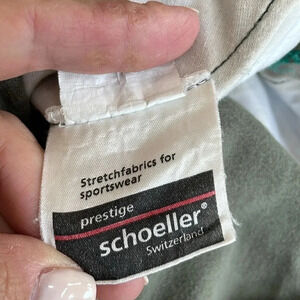 Stretchfabrics for
sportswear
prestige
schoeller®
Switzerland